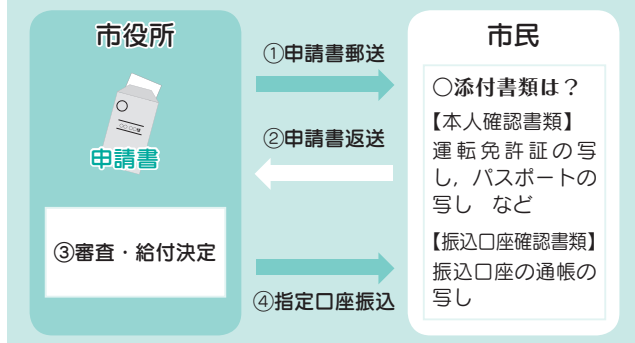 市役所
申請書
③審査・給付決定
①申請書郵送
②申請書返送
④指定口座振込
市民
○添付書類は？
【本人確認書類】
運転免許証の写
し，パスポートの
写し　など
【振込口座確認書類】
振込口座の通帳の
写し